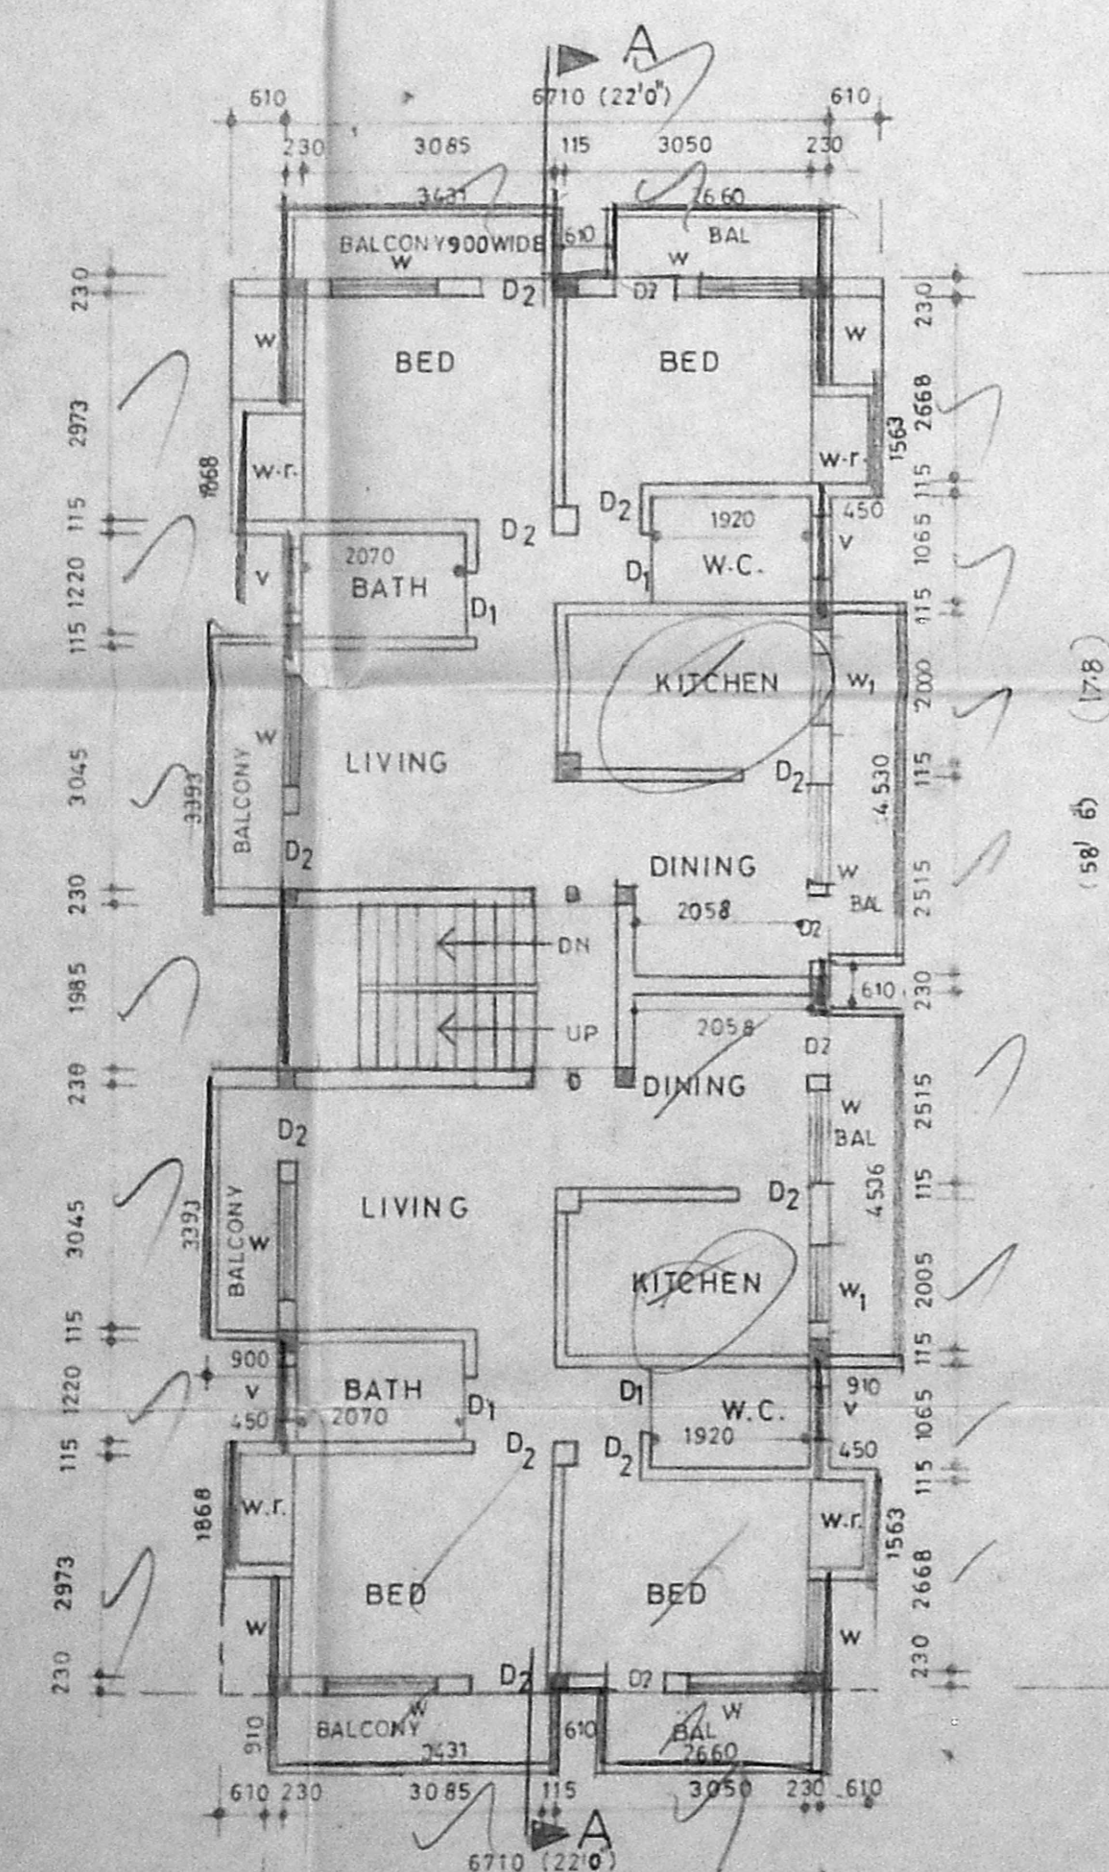 A
610 6710 (22'0") 610
230 3085 115 3050 230
3431 2660
BALCONY 900 WIDE 610 BAL
W W
230 D2 D2 230
W W
BED BED
2973 2668
1868 W.r. W.r. 1563
115 D2 D2 1920 450 115
2070 V
1220 V BATH D1 D1 W.C. 1065
115 115
KITCHEN W1 2000
W
LIVING D2 115
3045 3393 BALCONY 4530
D2 DINING W
230 D 2058 BAL 2515
D2
DN
1985 610 230
UP 2058
D2
230 D DINING
D2 W 2515
BAL
D2 115
LIVING 4536
3045 3393 BALCONY W
KITCHEN W1 2005
115 115
900 910
1220 V BATH D1 D1 W.C. V 1065
450 2070 1920
115 D2 D2 450 115
1868 W.r. W.r. 1563
2973 BED BED 2668
W W
230 D2 D2 230
W W
910 BALCONY 610 BAL
3431 2660
610 230 3085 115 3050 230 610
A
6710 (22'0")
(58' 6)
(17.8)